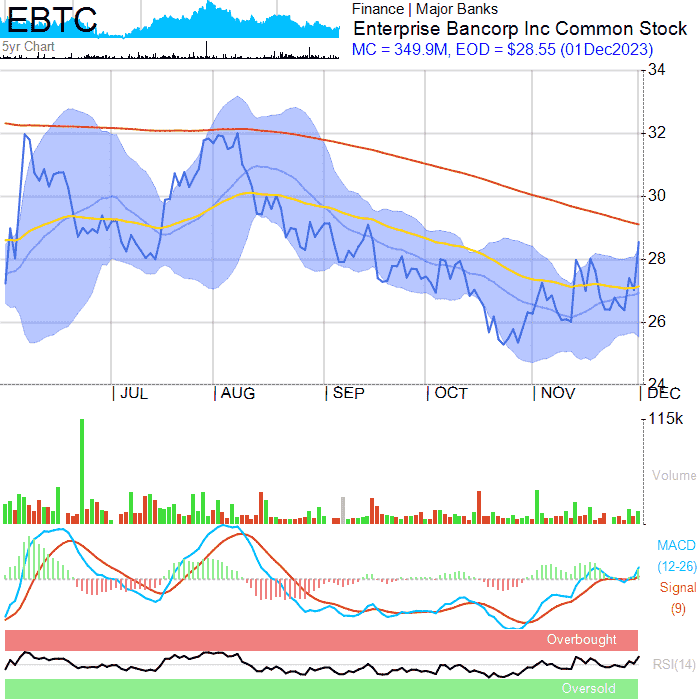 EBTC
5yr Chart
Finance | Major Banks
Enterprise Bancorp Inc Common Stock
MC = 349.9M, EOD = $28.55 (01Dec2023)
34
32
30
28
26
24
| JUL | AUG | SEP | OCT | NOV | DEC
115k
Volume
MACD
(12-26)
Signal
(9)
Overbought
RSI(14)
Oversold